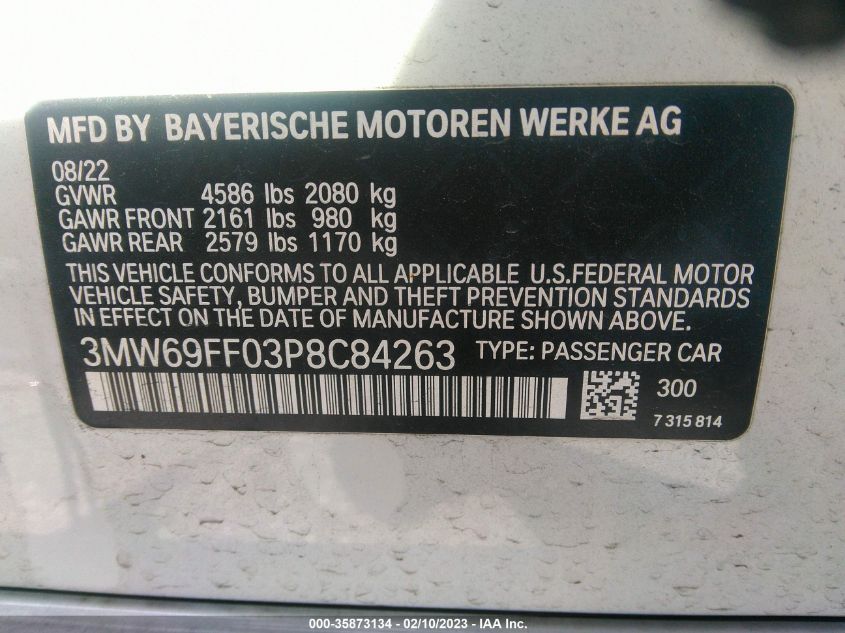 MFD BY BAYERISCHE MOTOREN WERKE AG
08/22
GVWR 4586 lbs 2080 kg
GAWR FRONT 2161 lbs 980 kg
GAWR REAR 2579 lbs 1170 kg
THIS VEHICLE CONFORMS TO ALL APPLICABLE U.S.FEDERAL MOTOR
VEHICLE SAFETY, BUMPER AND THEFT PREVENTION STANDARDS
IN EFFECT ON THE DATE OF MANUFACTURE SHOWN ABOVE.
3MW69FF03P8C84263 TYPE: PASSENGER CAR
300
7 315 814
000-35873134 - 02/10/2023 - IAA Inc.